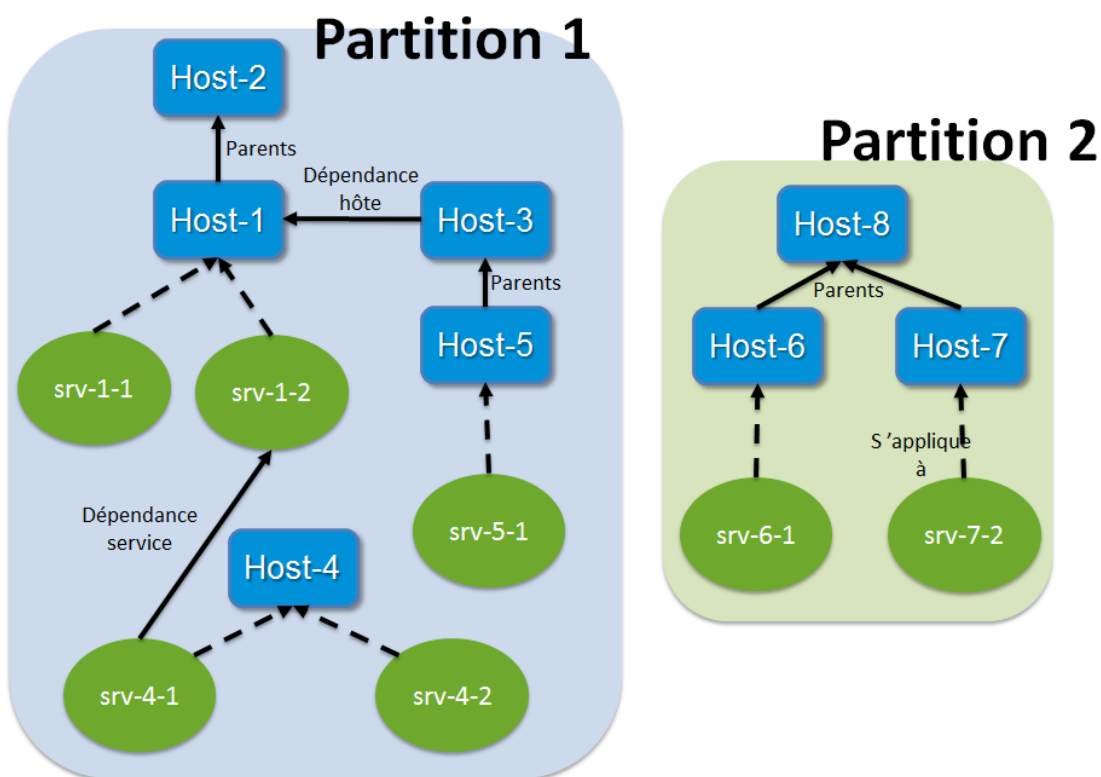 Partition 1
Host-2
Parents
Dépendance
hôte
Host-1
Host-3
Parents
Host-5
srv-1-1
srv-1-2
Dépendance
service
srv-5-1
Host-4
srv-4-1
srv-4-2
Partition 2
Host-8
Parents
Host-6
Host-7
S 'applique
à
srv-6-1
srv-7-2